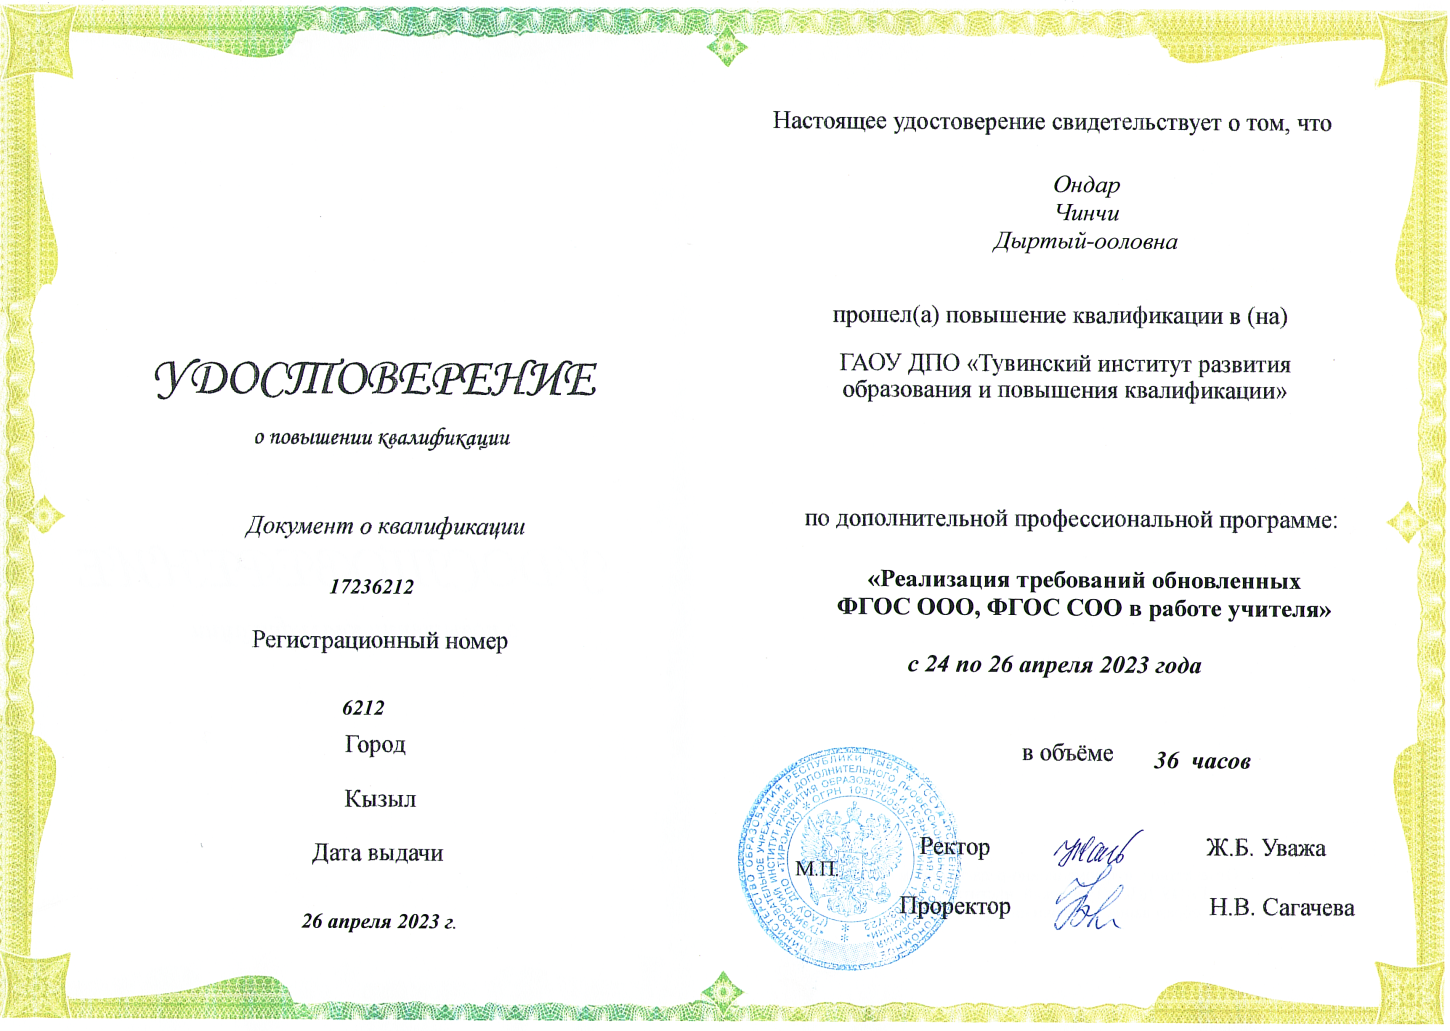 УДОСТОВЕРЕНИЕ
о повышении квалификации
Документ о квалификации
17236212
Регистрационный номер
6212
Город
Кызыл
Дата выдачи
26 апреля 2023 г.
Настоящее удостоверение свидетельствует о том, что
Ондар
Чинчи
Дыртый-ооловна
прошел(а) повышение квалификации в (на)
ГАОУ ДПО «Тувинский институт развития
образования и повышения квалификации»
по дополнительной профессиональной программе:
«Реализация требований обновленных
ФГОС ООО, ФГОС СОО в работе учителя»
с 24 по 26 апреля 2023 года
в объёме 36 часов
М.П.
Ректор Ж.Б. Уважа
Проректор Н.В. Сагачева